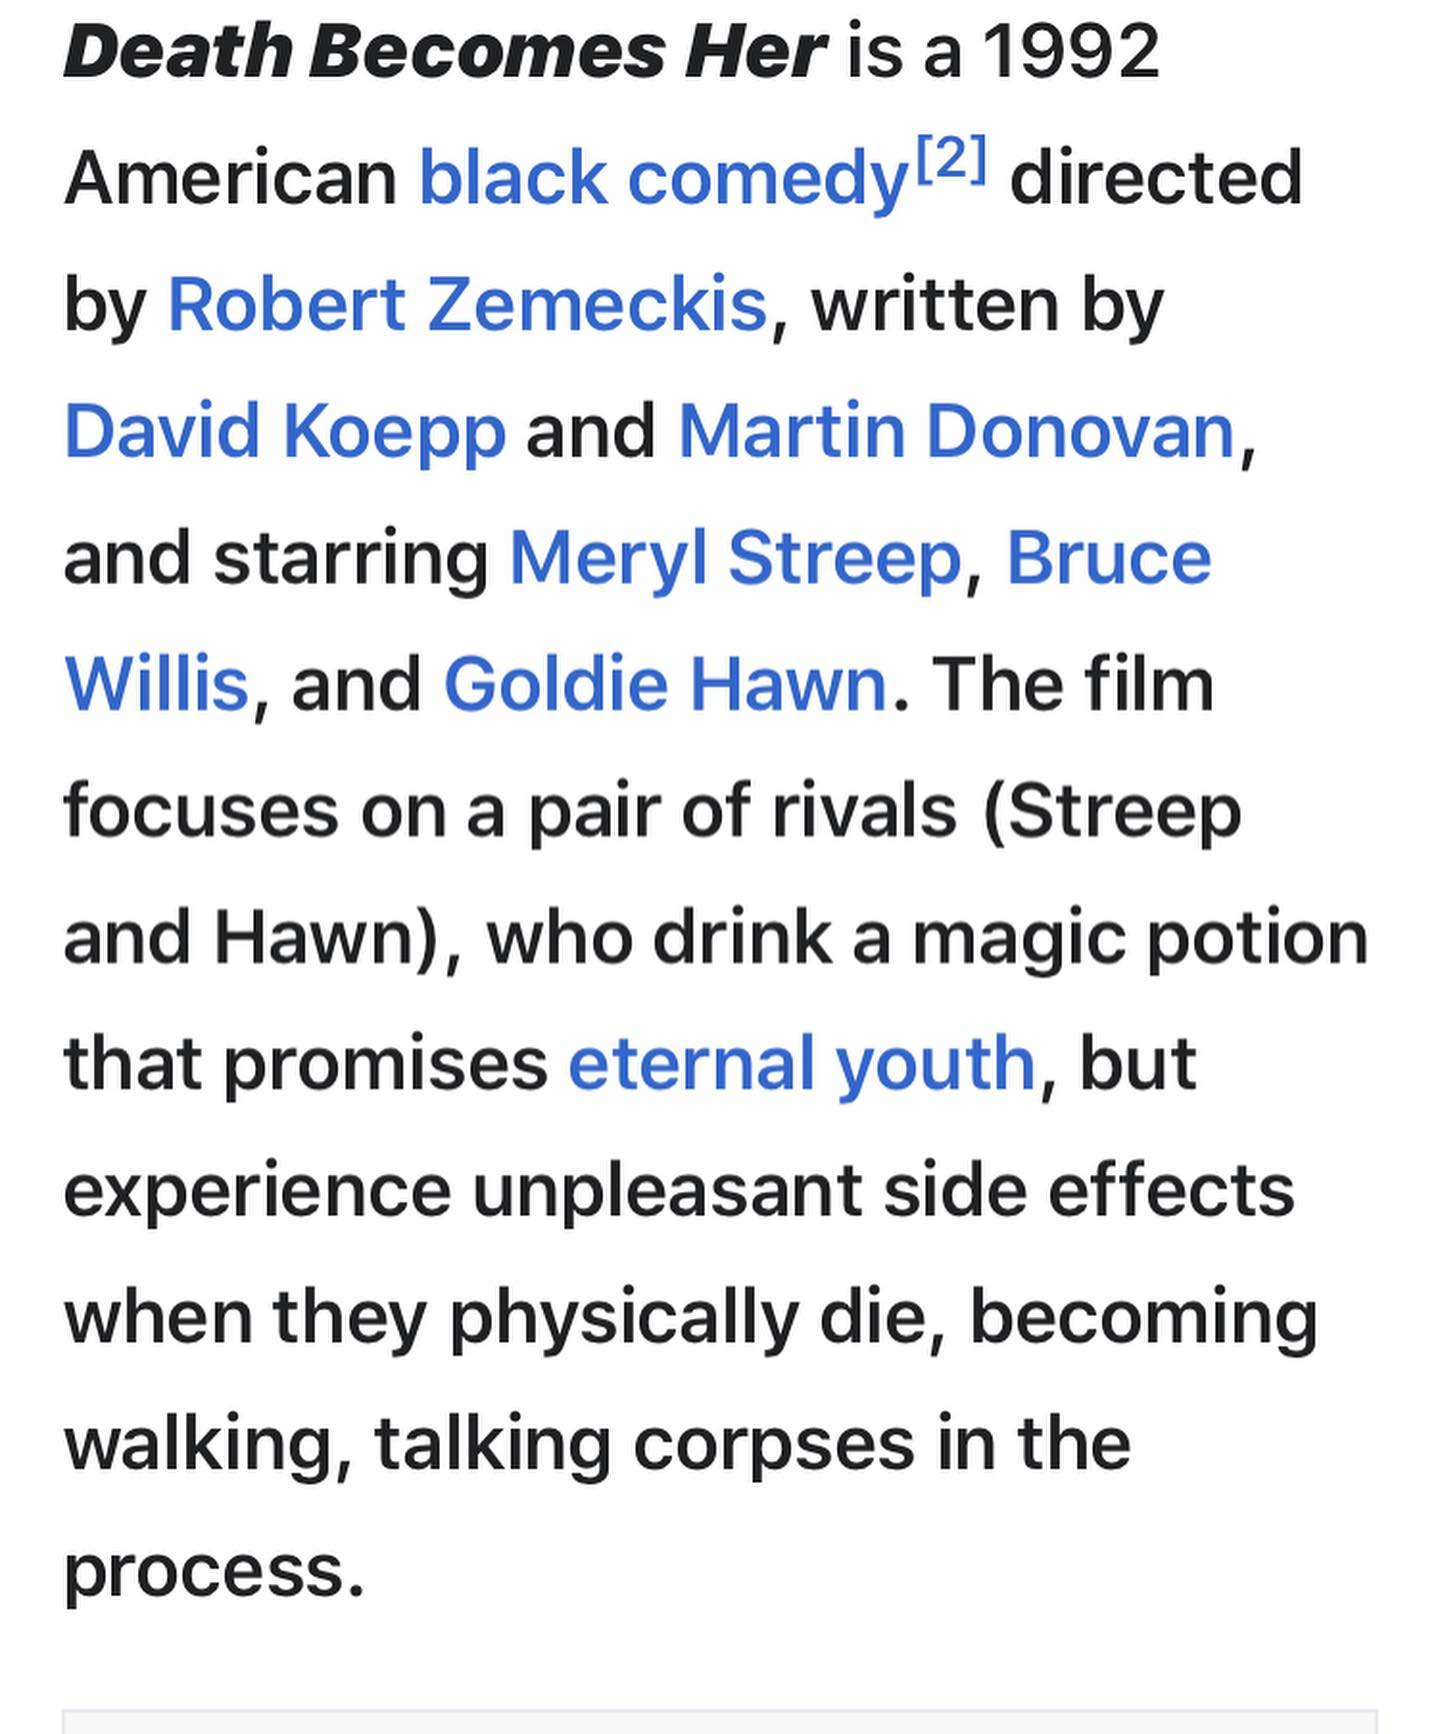 Death Becomes Her is a 1992
American black comedy[2] directed
by Robert Zemeckis, written by
David Koepp and Martin Donovan,
and starring Meryl Streep, Bruce
Willis, and Goldie Hawn. The film
focuses on a pair of rivals (Streep
and Hawn), who drink a magic potion
that promises eternal youth, but
experience unpleasant side effects
when they physically die, becoming
walking, talking corpses in the
process.